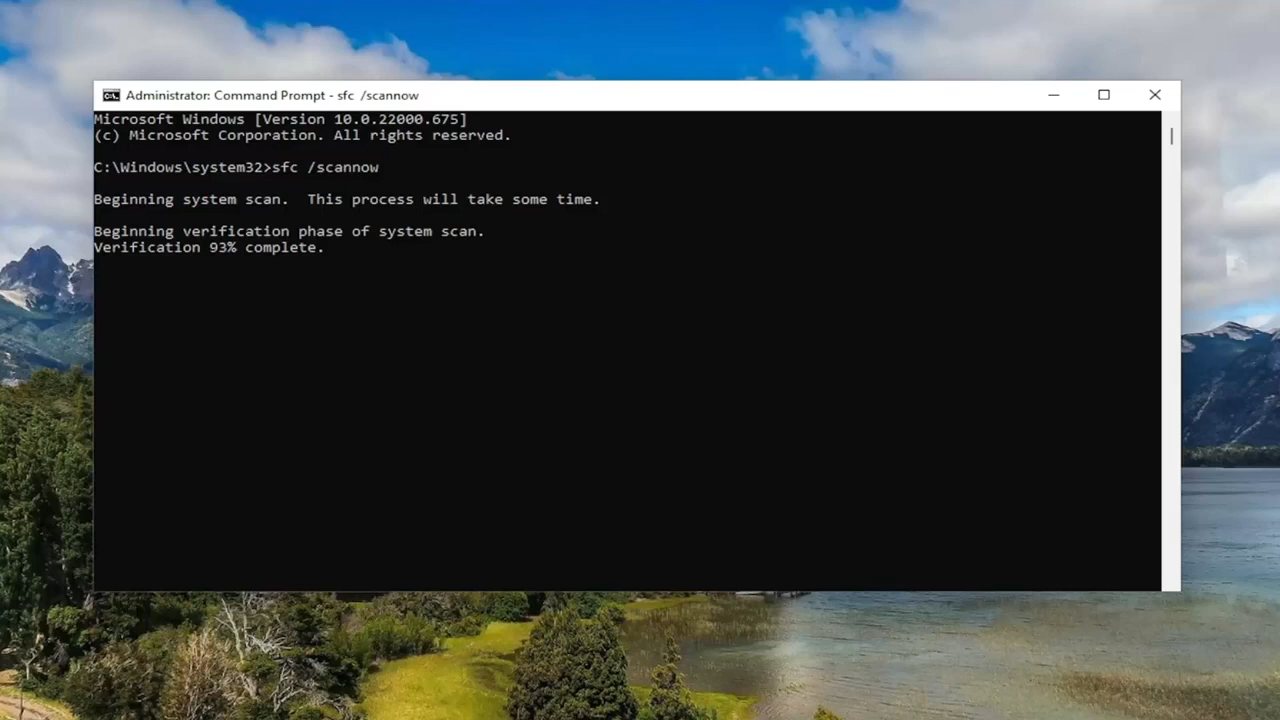 Administrator: Command Prompt - sfc  /scannow
Microsoft Windows [Version 10.0.22000.675]
(c) Microsoft Corporation. All rights reserved.
C:\Windows\system32>sfc /scannow
Beginning system scan.  This process will take some time.
Beginning verification phase of system scan.
Verification 93% complete.